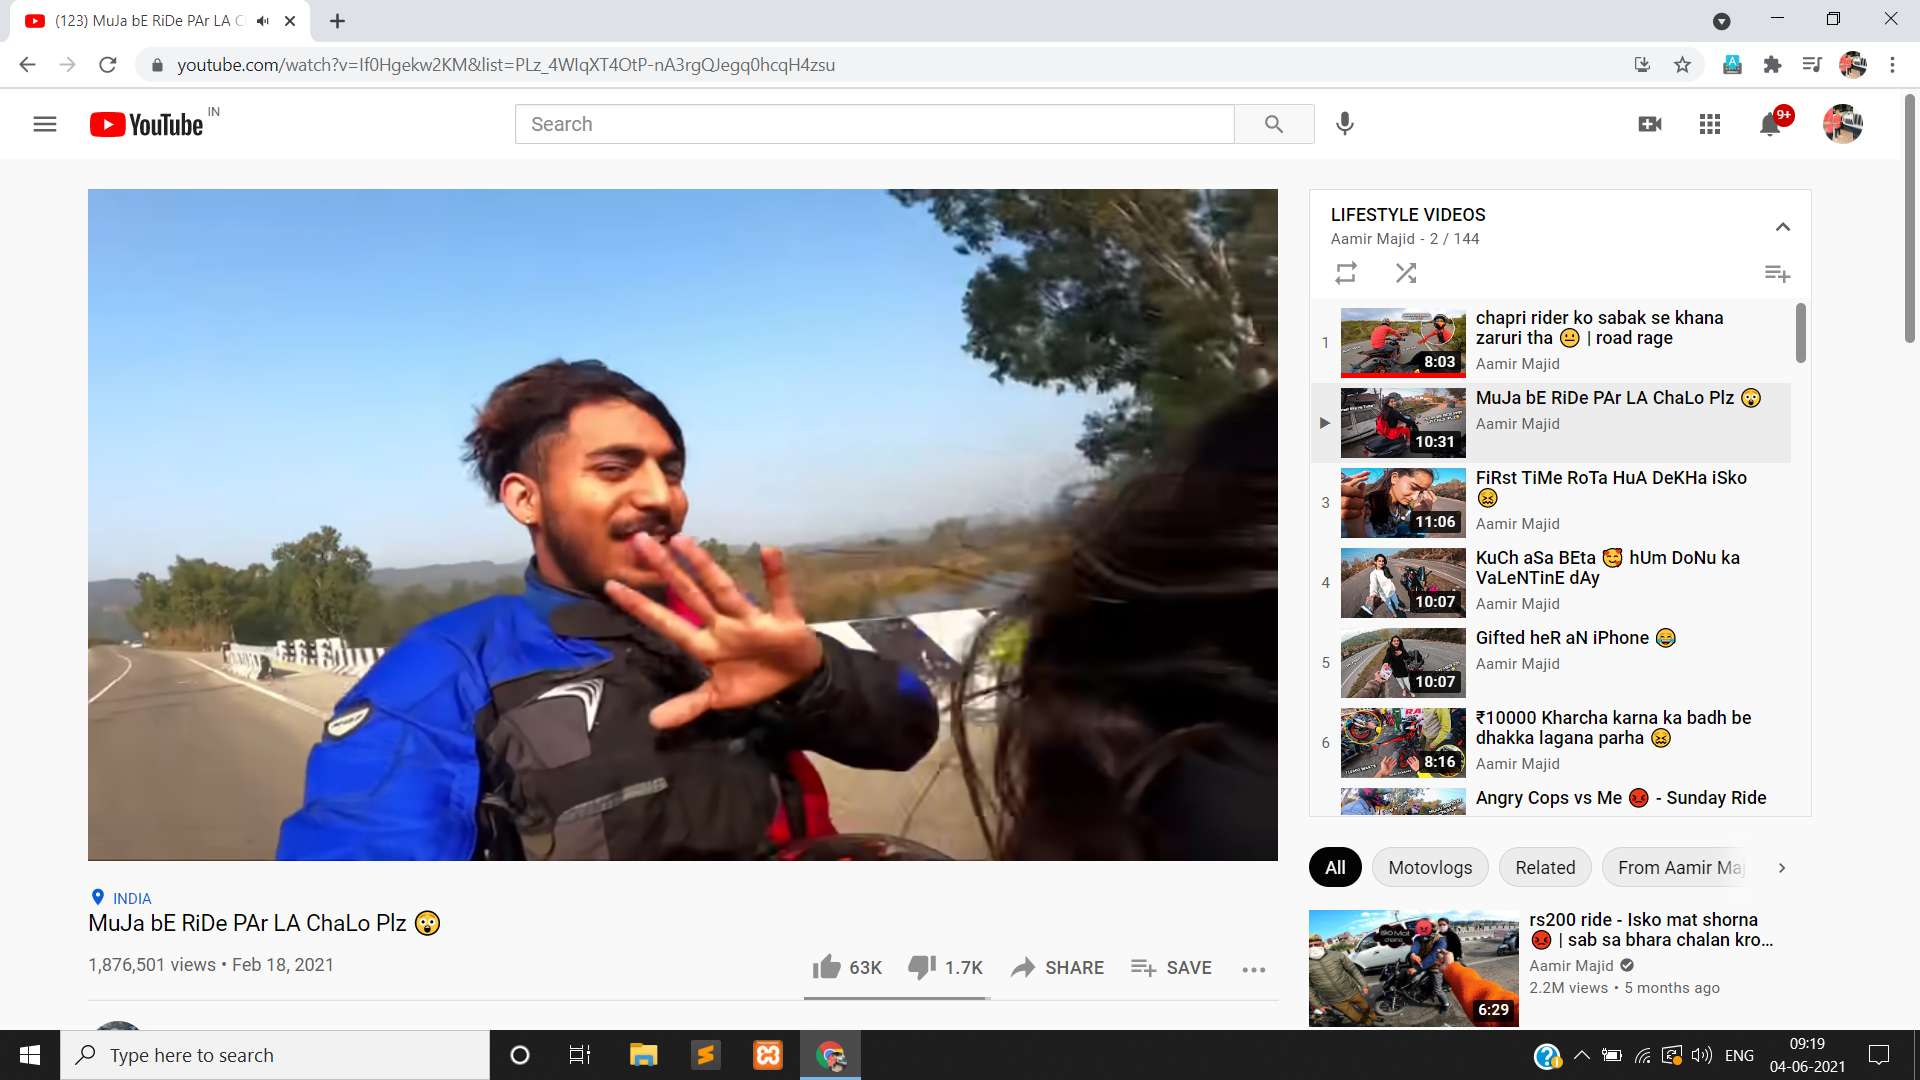 (123) MuJa bE RiDe PAr LA C
youtube.com/watch?v=If0Hgekw2KM&list=PLz_4WIqXT4OtP-nA3rgQJegq0hcqH4zsu
YouTube IN
Search
9+
LIFESTYLE VIDEOS
Aamir Majid - 2 / 144
1
8:03
chapri rider ko sabak se khana
zaruri tha 😐 | road rage
Aamir Majid
10:31
MuJa bE RiDe PAr LA ChaLo Plz 😲
Aamir Majid
3
11:06
FiRst TiMe RoTa HuA DeKHa iSko
😖
Aamir Majid
4
10:07
KuCh aSa BEta 🥰 hUm DoNu ka
VaLeNTinE dAy
Aamir Majid
5
10:07
Gifted heR aN iPhone 😂
Aamir Majid
6
8:16
₹10000 Kharcha karna ka badh be
dhakka lagana parha 😖
Aamir Majid
Angry Cops vs Me 😡 - Sunday Ride
INDIA
MuJa bE RiDe PAr LA ChaLo Plz 😲
1,876,501 views • Feb 18, 2021
63K
1.7K
SHARE
SAVE
All
Motovlogs
Related
From Aamir Maj
6:29
rs200 ride - Isko mat shorna
😡 | sab sa bhara chalan kro...
Aamir Majid
2.2M views • 5 months ago
Type here to search
ENG
09:19
04-06-2021